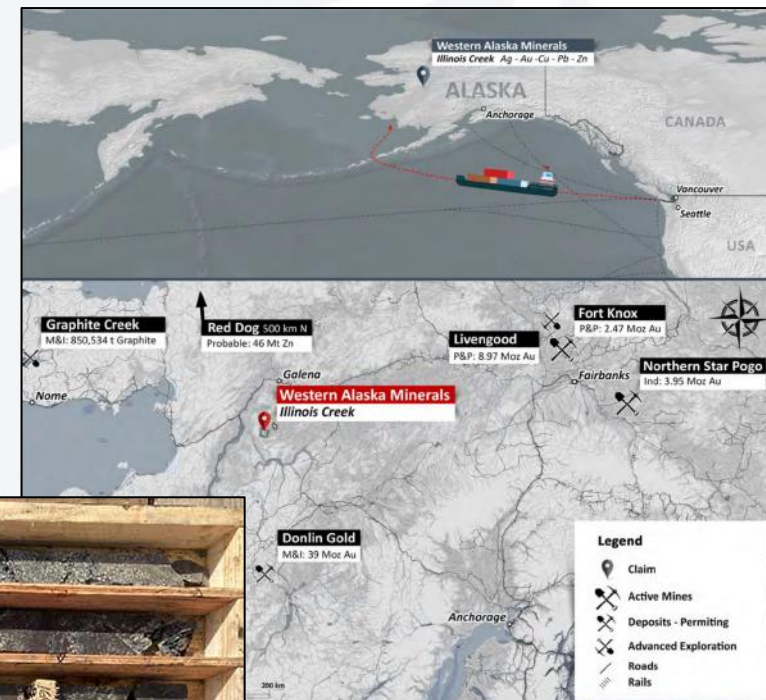 Western Alaska Minerals
Illinois Creek Ag - Au -Cu - Pb - Zn
ALASKA
Anchorage
CANADA
Vancouver
Seattle
USA
Graphite Creek
M&I: 850,534 t Graphite
Red Dog 500 km N
Probable: 46 Mt Zn
Fort Knox
P&P: 2.47 Moz Au
Livengood
P&P: 8.97 Moz Au
Northern Star Pogo
Ind: 3.95 Moz Au
Galena
Fairbanks
Nome
Western Alaska Minerals
Illinois Creek
Donlin Gold
M&I: 39 Moz Au
Anchorage
200 km
Legend
Claim
Active Mines
Deposits - Permiting
Advanced Exploration
Roads
Rails